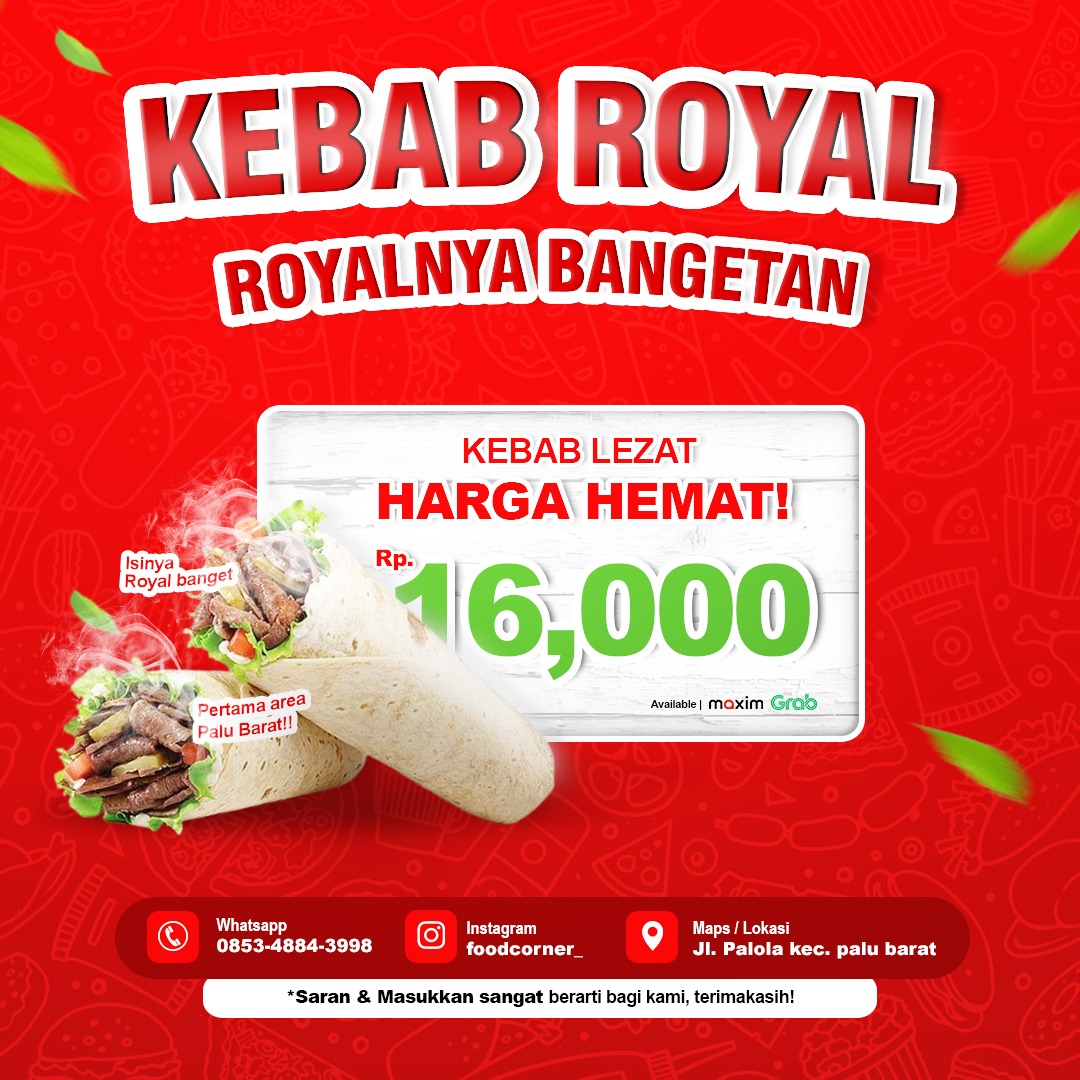 KEBAB ROYAL
ROYALNYA BANGETAN
KEBAB LEZAT
HARGA HEMAT!
Rp.
16,000
Isinya
Royal banget
Pertama area
Palu Barat!!
Available | maxim Grab
Whatsapp
0853-4884-3998
Instagram
foodcorner_
Maps / Lokasi
Jl. Palola kec. palu barat
*Saran & Masukkan sangat berarti bagi kami, terimakasih!